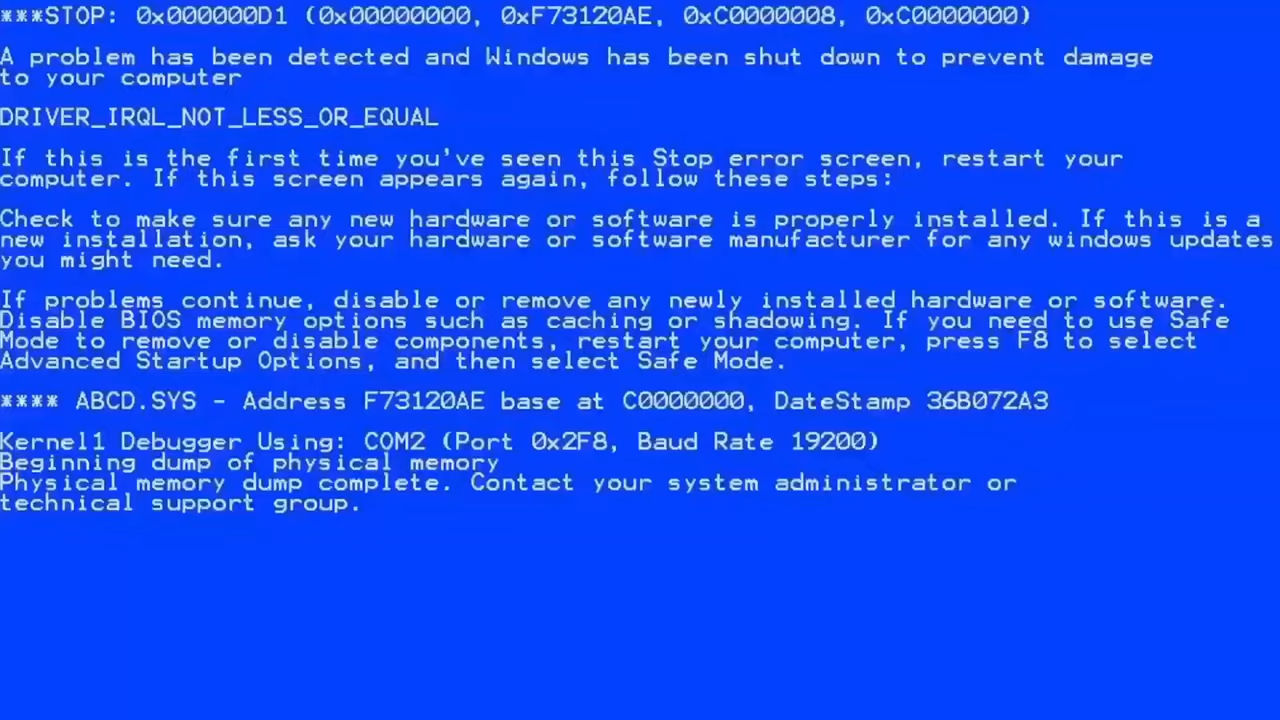 ***STOP: 0x000000D1 (0x00000000, 0xF73120AE, 0xC0000008, 0xC0000000)
A problem has been detected and Windows has been shut down to prevent damage
to your computer
DRIVER_IRQL_NOT_LESS_OR_EQUAL
If this is the first time you've seen this Stop error screen, restart your
computer. If this screen appears again, follow these steps:
Check to make sure any new hardware or software is properly installed. If this is a
new installation, ask your hardware or software manufacturer for any windows updates
you might need.
If problems continue, disable or remove any newly installed hardware or software.
Disable BIOS memory options such as caching or shadowing. If you need to use Safe
Mode to remove or disable components, restart your computer, press F8 to select
Advanced Startup Options, and then select Safe Mode.
**** ABCD.SYS - Address F73120AE base at C0000000, DateStamp 36B072A3
Kernel1 Debugger Using: COM2 (Port 0x2F8, Baud Rate 19200)
Beginning dump of physical memory
Physical memory dump complete. Contact your system administrator or
technical support group.